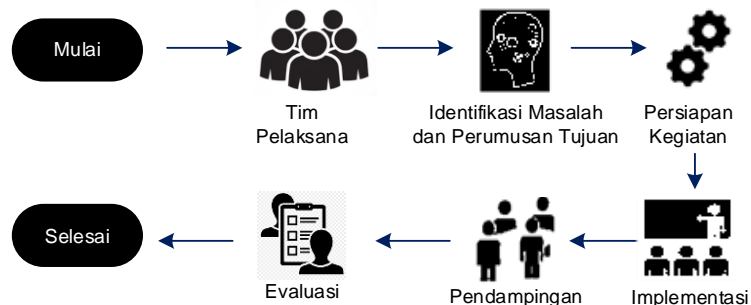 Mulai
Tim
Pelaksana
Identifikasi Masalah
dan Perumusan Tujuan
Persiapan
Kegiatan
Implementasi
Pendampingan
Evaluasi
Selesai